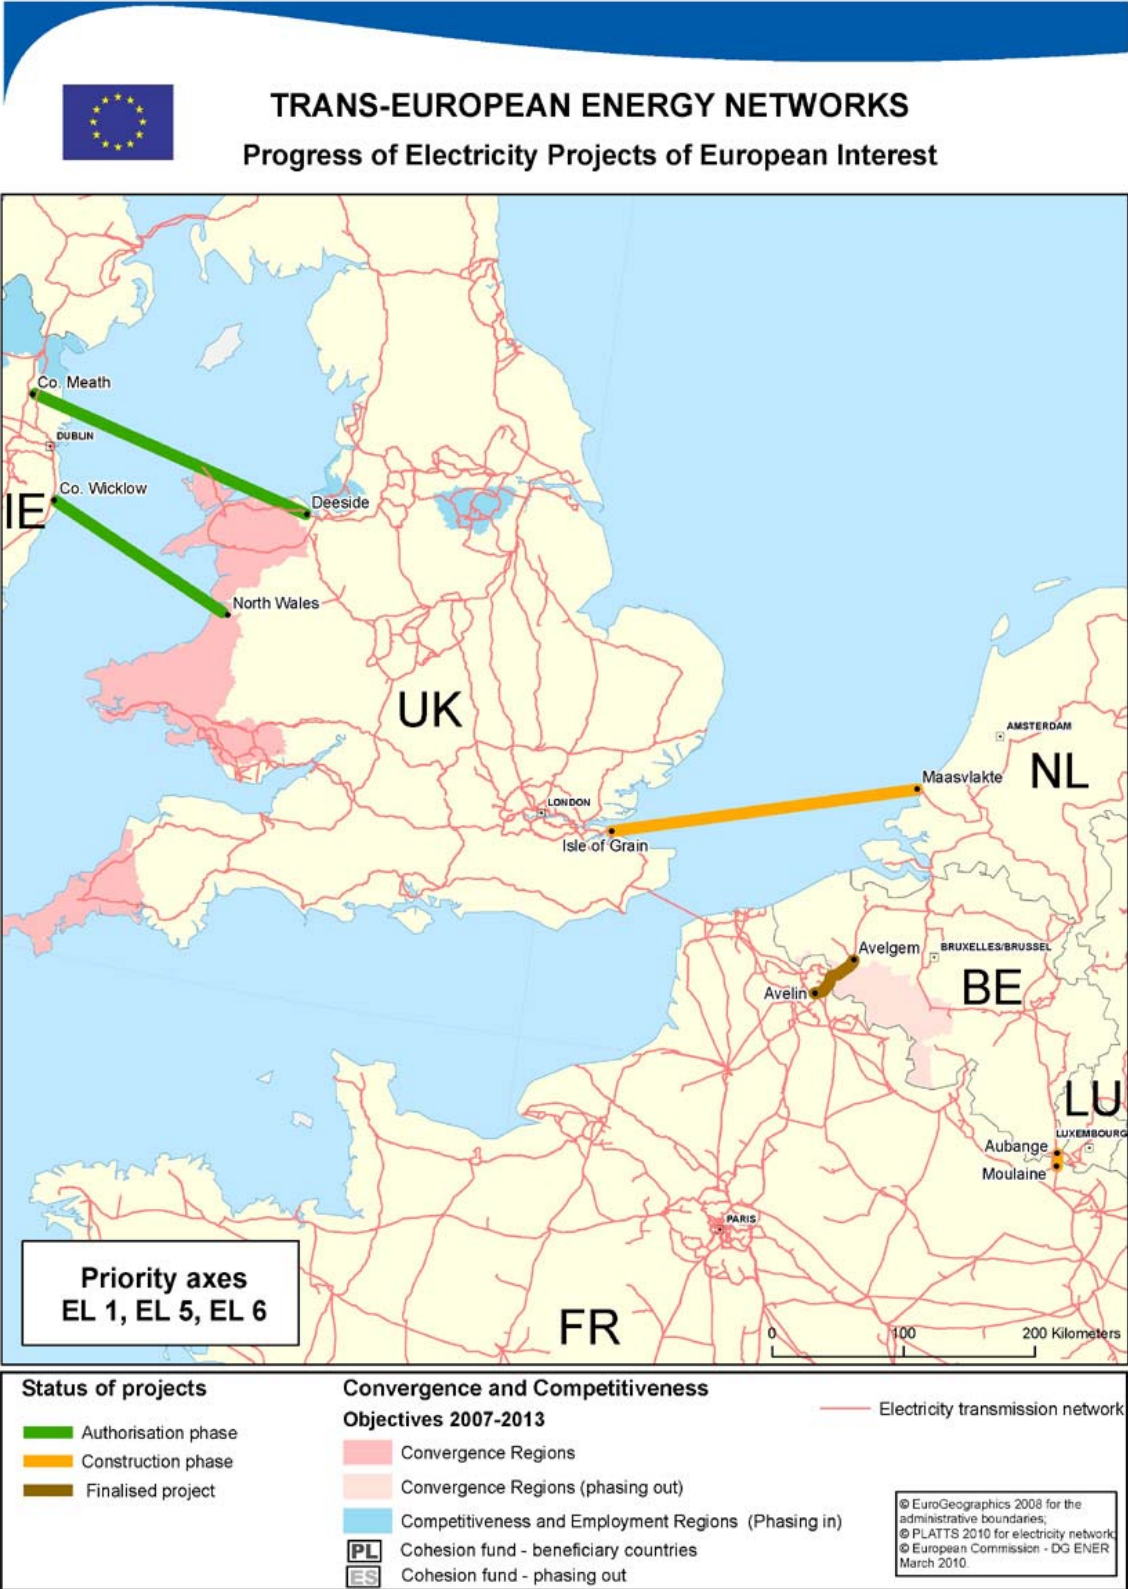 TRANS-EUROPEAN ENERGY NETWORKS
Progress of Electricity Projects of European Interest
Co. Meath
DUBLIN
Co. Wicklow
IE
Deeside
North Wales
UK
AMSTERDAM
NL
Maasvlakte
LONDON
Isle of Grain
Avelgem
BRUXELLES/BRUSSEL
Avelin
BE
LU
LUXEMBOURG
Aubange
Moulaine
PARIS
Priority axes
EL 1, EL 5, EL 6
FR
0 100 200 Kilometers
Status of projects
Authorisation phase
Construction phase
Finalised project
Convergence and Competitiveness
Objectives 2007-2013
Convergence Regions
Convergence Regions (phasing out)
Competitiveness and Employment Regions (Phasing in)
PL Cohesion fund - beneficiary countries
ES Cohesion fund - phasing out
Electricity transmission network
© EuroGeographics 2008 for the
administrative boundaries;
© PLATTS 2010 for electricity network;
© European Commission - DG ENER
March 2010.